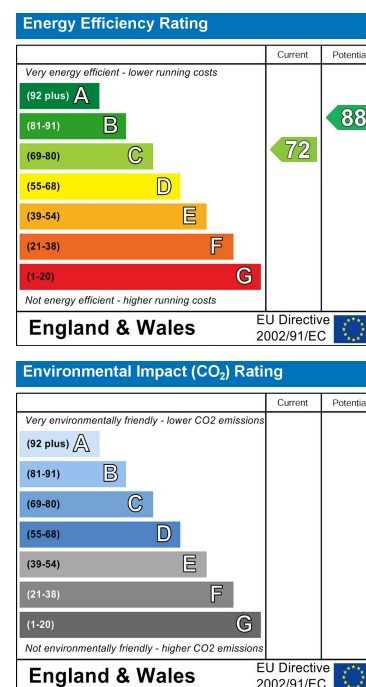 Energy Efficiency Rating
Current Potentia
Very energy efficient - lower running costs
(92 plus) A
(81-91) B
88
(69-80) C
72
(55-68) D
(39-54) E
(21-38) F
(1-20) G
Not energy efficient - higher running costs
England & Wales
EU Directive
2002/91/EC
Environmental Impact (CO₂) Rating
Current Potentia
Very environmentally friendly - lower CO2 emissions
(92 plus) A
(81-91) B
(69-80) C
(55-68) D
(39-54) E
(21-38) F
(1-20) G
Not environmentally friendly - higher CO2 emissions
England & Wales
EU Directive
2002/91/EC